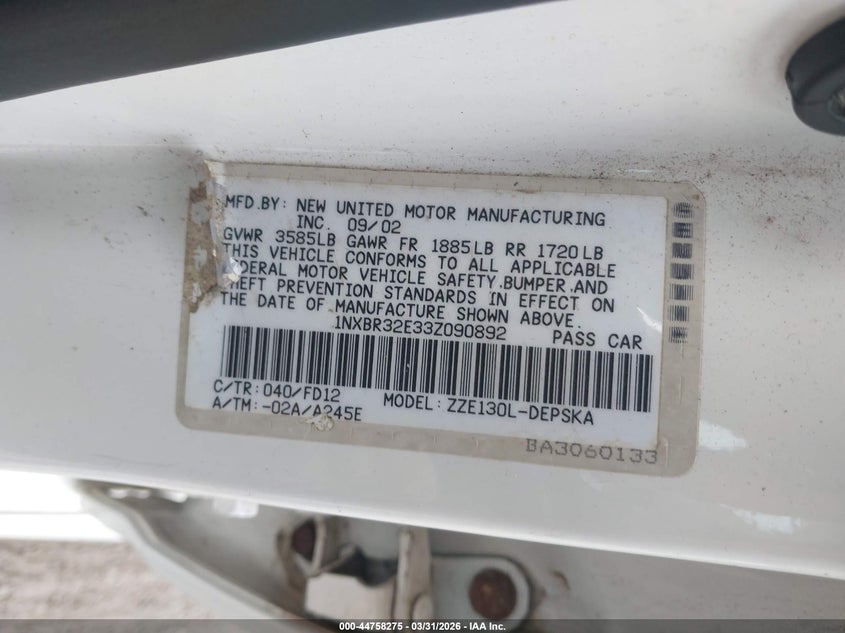 MFD.BY: NEW UNITED MOTOR MANUFACTURING
INC. 09/02
GVWR 3585LB GAWR FR 1885LB RR 1720LB
THIS VEHICLE CONFORMS TO ALL APPLICABLE
FEDERAL MOTOR VEHICLE SAFETY,BUMPER,AND
THEFT PREVENTION STANDARDS IN EFFECT ON
THE DATE OF MANUFACTURE SHOWN ABOVE.
1NXBR32E33Z090892 PASS CAR
C/TR:040/FD12 MODEL:ZZE130L-DEPSKA
A/TM:-02A/A245E
BA3060133
000-44758275 - 03/31/2026 - IAA Inc.